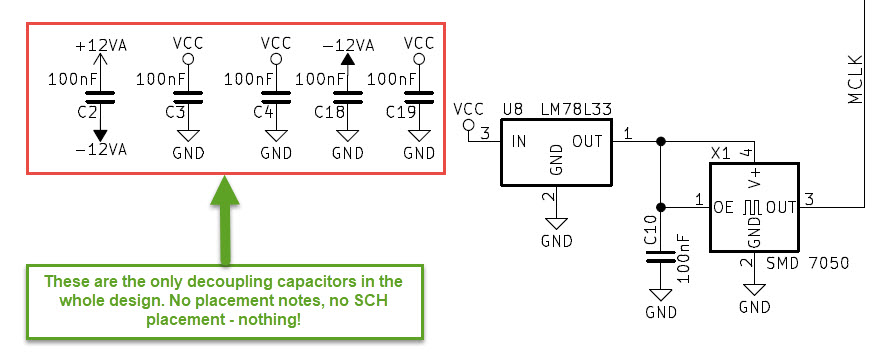 +12VA VCC VCC -12VA VCC
100nF 100nF 100nF 100nF 100nF
C2 C3 C4 C18 C19
-12VA GND GND GND GND
These are the only decoupling capacitors in the
whole design. No placement notes, no SCH
placement - nothing!
VCC
U8 LM78L33
3 IN OUT 1
GND
2
GND
C10
100nF
GND
X1
4
V+
1 OE OUT 3
GND
2 SMD 7050
GND
MCLK